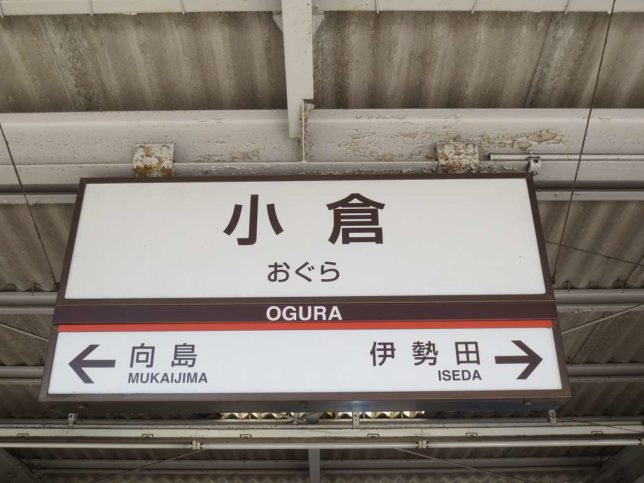 小倉
おぐら
OGURA
← 向島
MUKAIJIMA
伊勢田 →
ISEDA